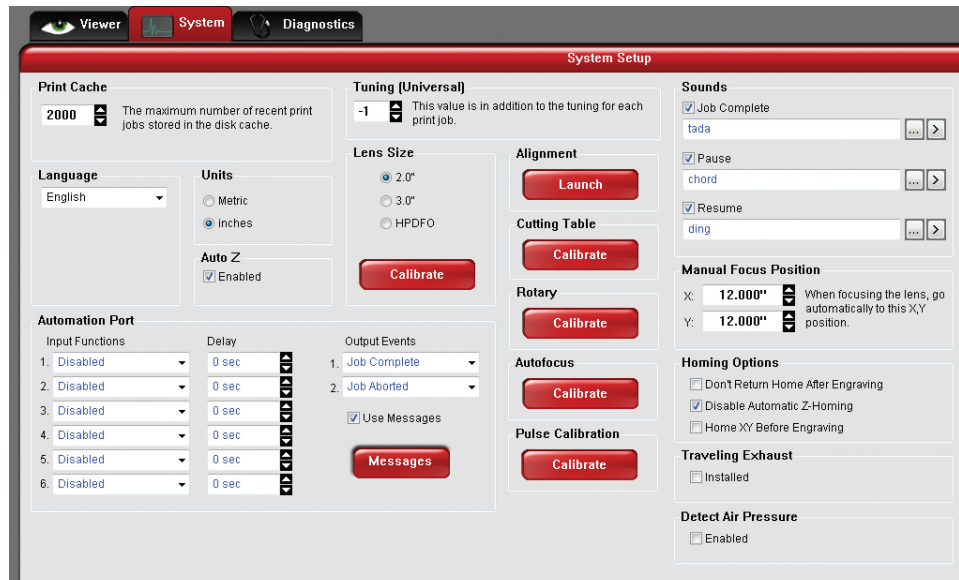 Viewer
System
Diagnostics
System Setup
Print Cache
2000
The maximum number of recent print
jobs stored in the disk cache.
Language
English
Units
Metric
inches
Auto Z
Enabled
Tuning (Universal)
-1
This value is in addition to the tuning for each
print job.
Lens Size
2.0"
3.0"
HPDFO
Calibrate
Alignment
Launch
Cutting Table
Calibrate
Rotary
Calibrate
Autofocus
Calibrate
Pulse Calibration
Calibrate
Automation Port
Input Functions Delay
1. Disabled 0 sec
2. Disabled 0 sec
3. Disabled 0 sec
4. Disabled 0 sec
5. Disabled 0 sec
6. Disabled 0 sec
Output Events
1. Job Complete
2. Job Aborted
Use Messages
Messages
Sounds
Job Complete
tada ... >
Pause
chord ... >
Resume
ding ... >
Manual Focus Position
X: 12.000"
Y: 12.000"
When focusing the lens, go
automatically to this X,Y
position.
Homing Options
Don't Return Home After Engraving
Disable Automatic Z-Homing
Home XY Before Engraving
Traveling Exhaust
Installed
Detect Air Pressure
Enabled